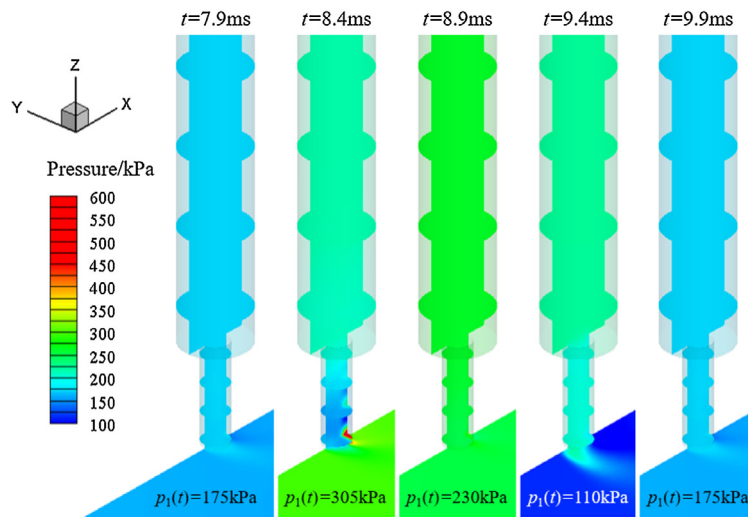 t=7.9ms t=8.4ms t=8.9ms t=9.4ms t=9.9ms
Z
Y X
Pressure/kPa
600
550
500
450
400
350
300
250
200
150
100
p₁(t)=175kPa p₁(t)=305kPa p₁(t)=230kPa p₁(t)=110kPa p₁(t)=175kPa